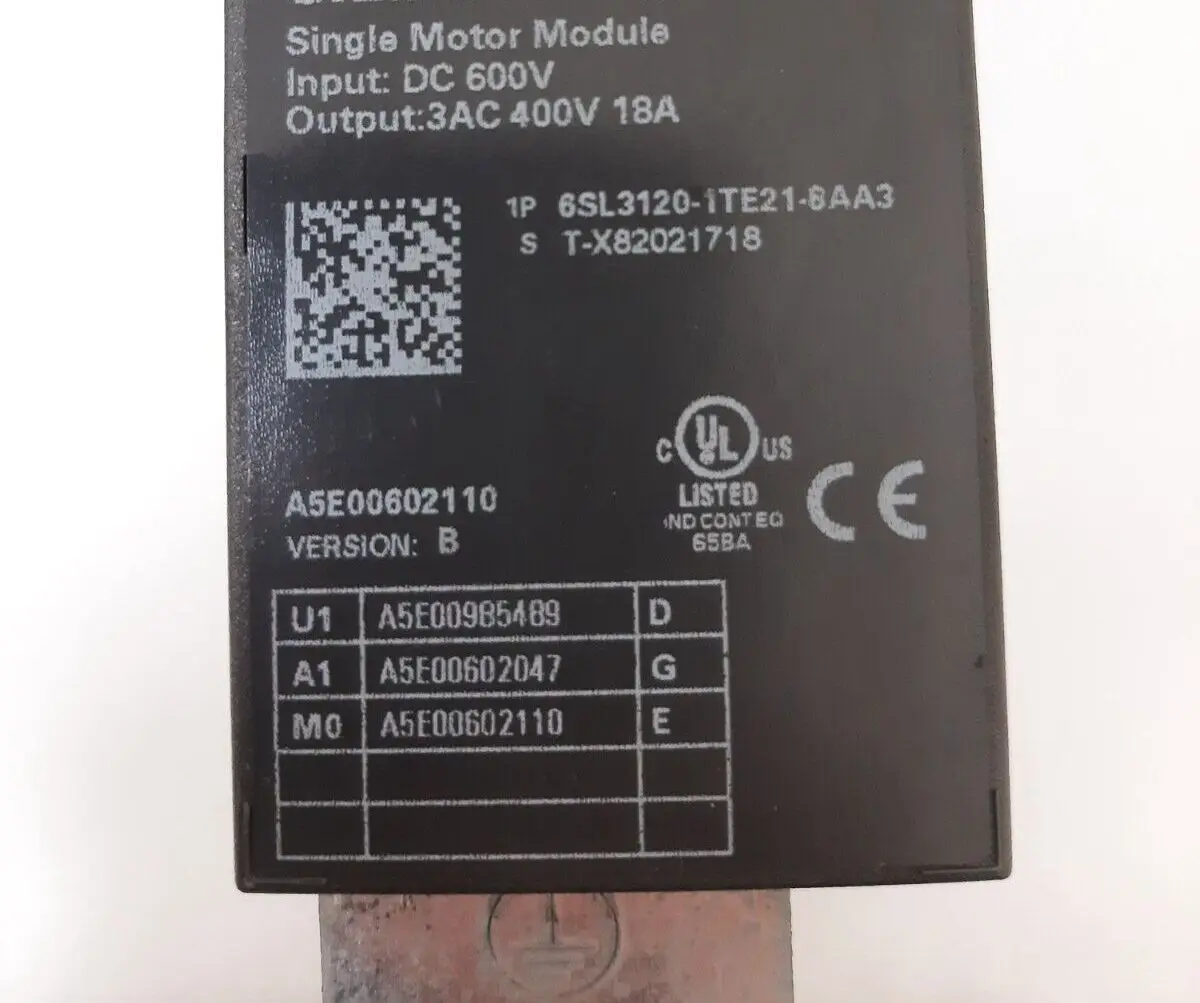 Single Motor Module
Input: DC 600V
Output:3AC 400V 18A
1P 6SL3120-1TE21-8AA3
S T-X82021718
C UL US
LISTED
IND CONT EQ
65BA
CE
A5E00602110
VERSION: B
U1 A5E00985489 D
A1 A5E00602047 G
M0 A5E00602110 E